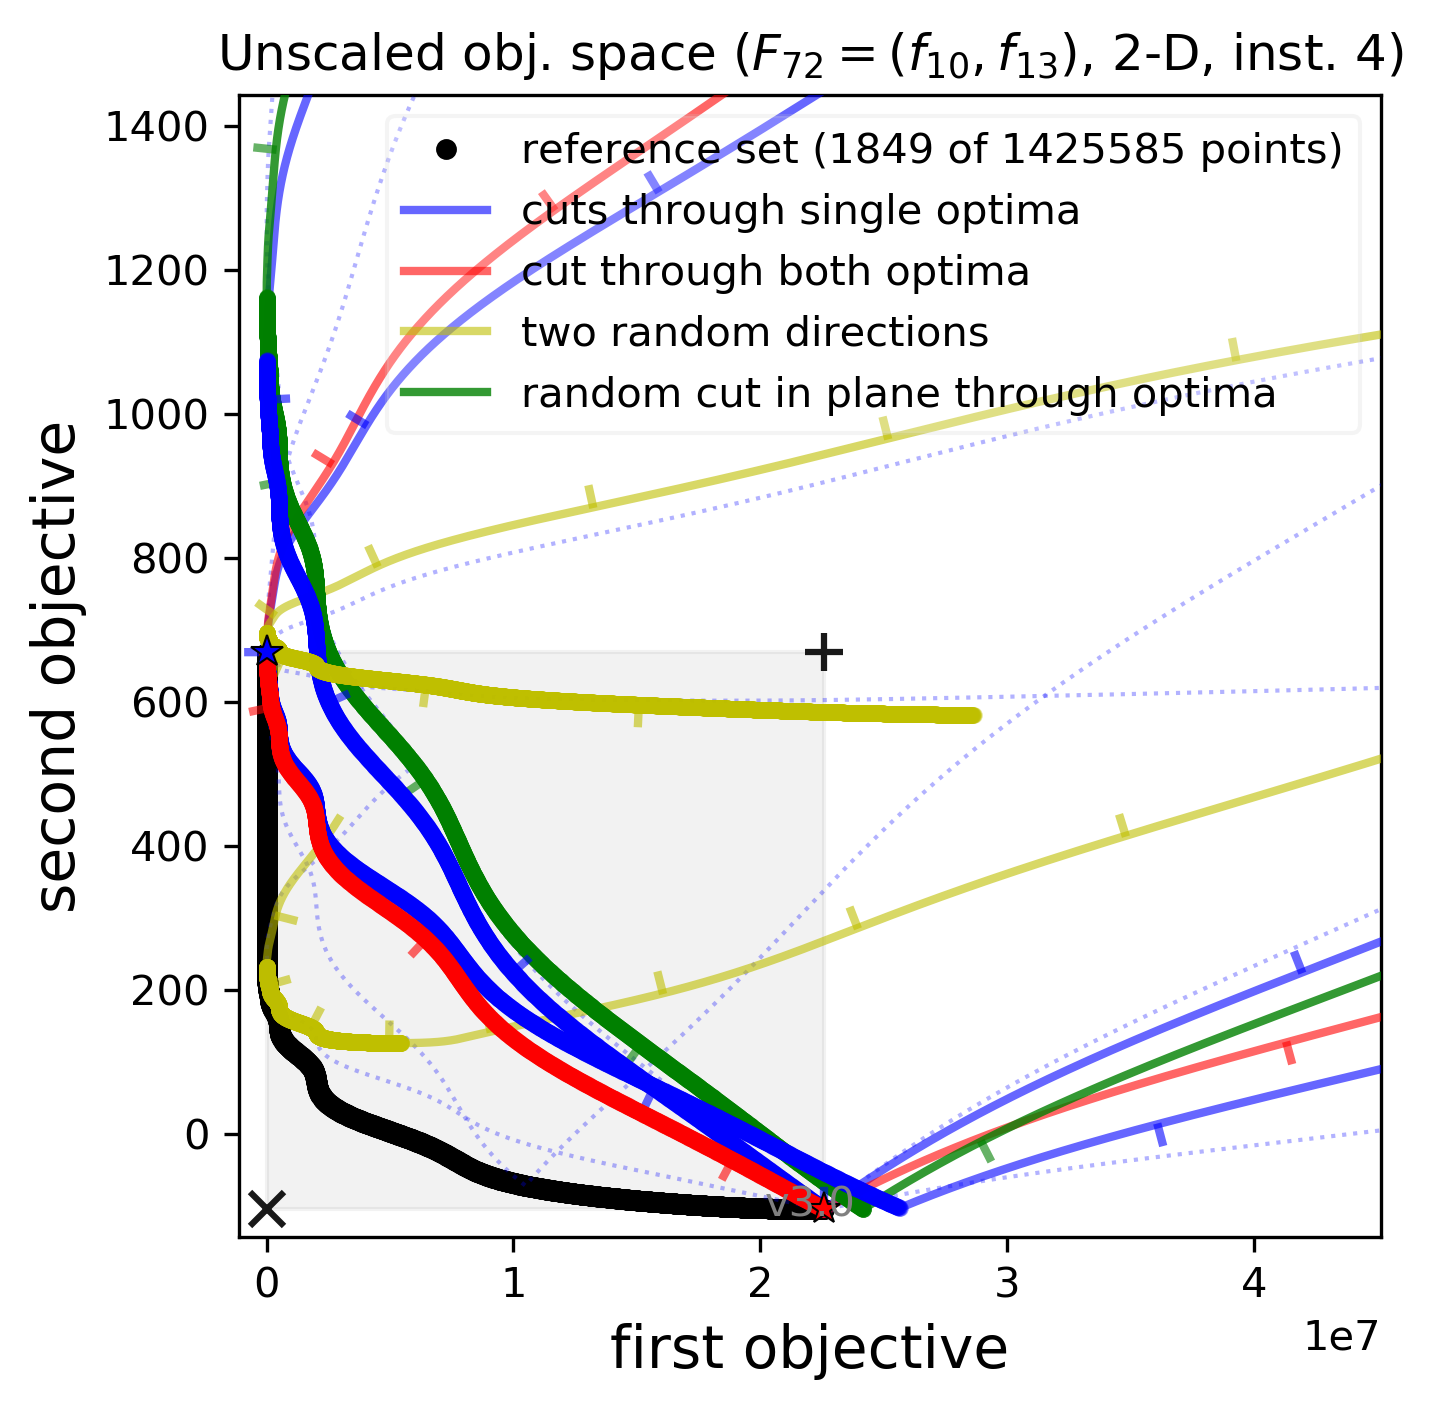 Unscaled obj. space (F72 = (f10, f13), 2-D, inst. 4)
1400
1200
1000
800
600
400
200
0
second objective
reference set (1849 of 1425585 points)
cuts through single optima
cut through both optima
two random directions
random cut in plane through optima
v3.0
0 1 2 3 4
1e7
first objective